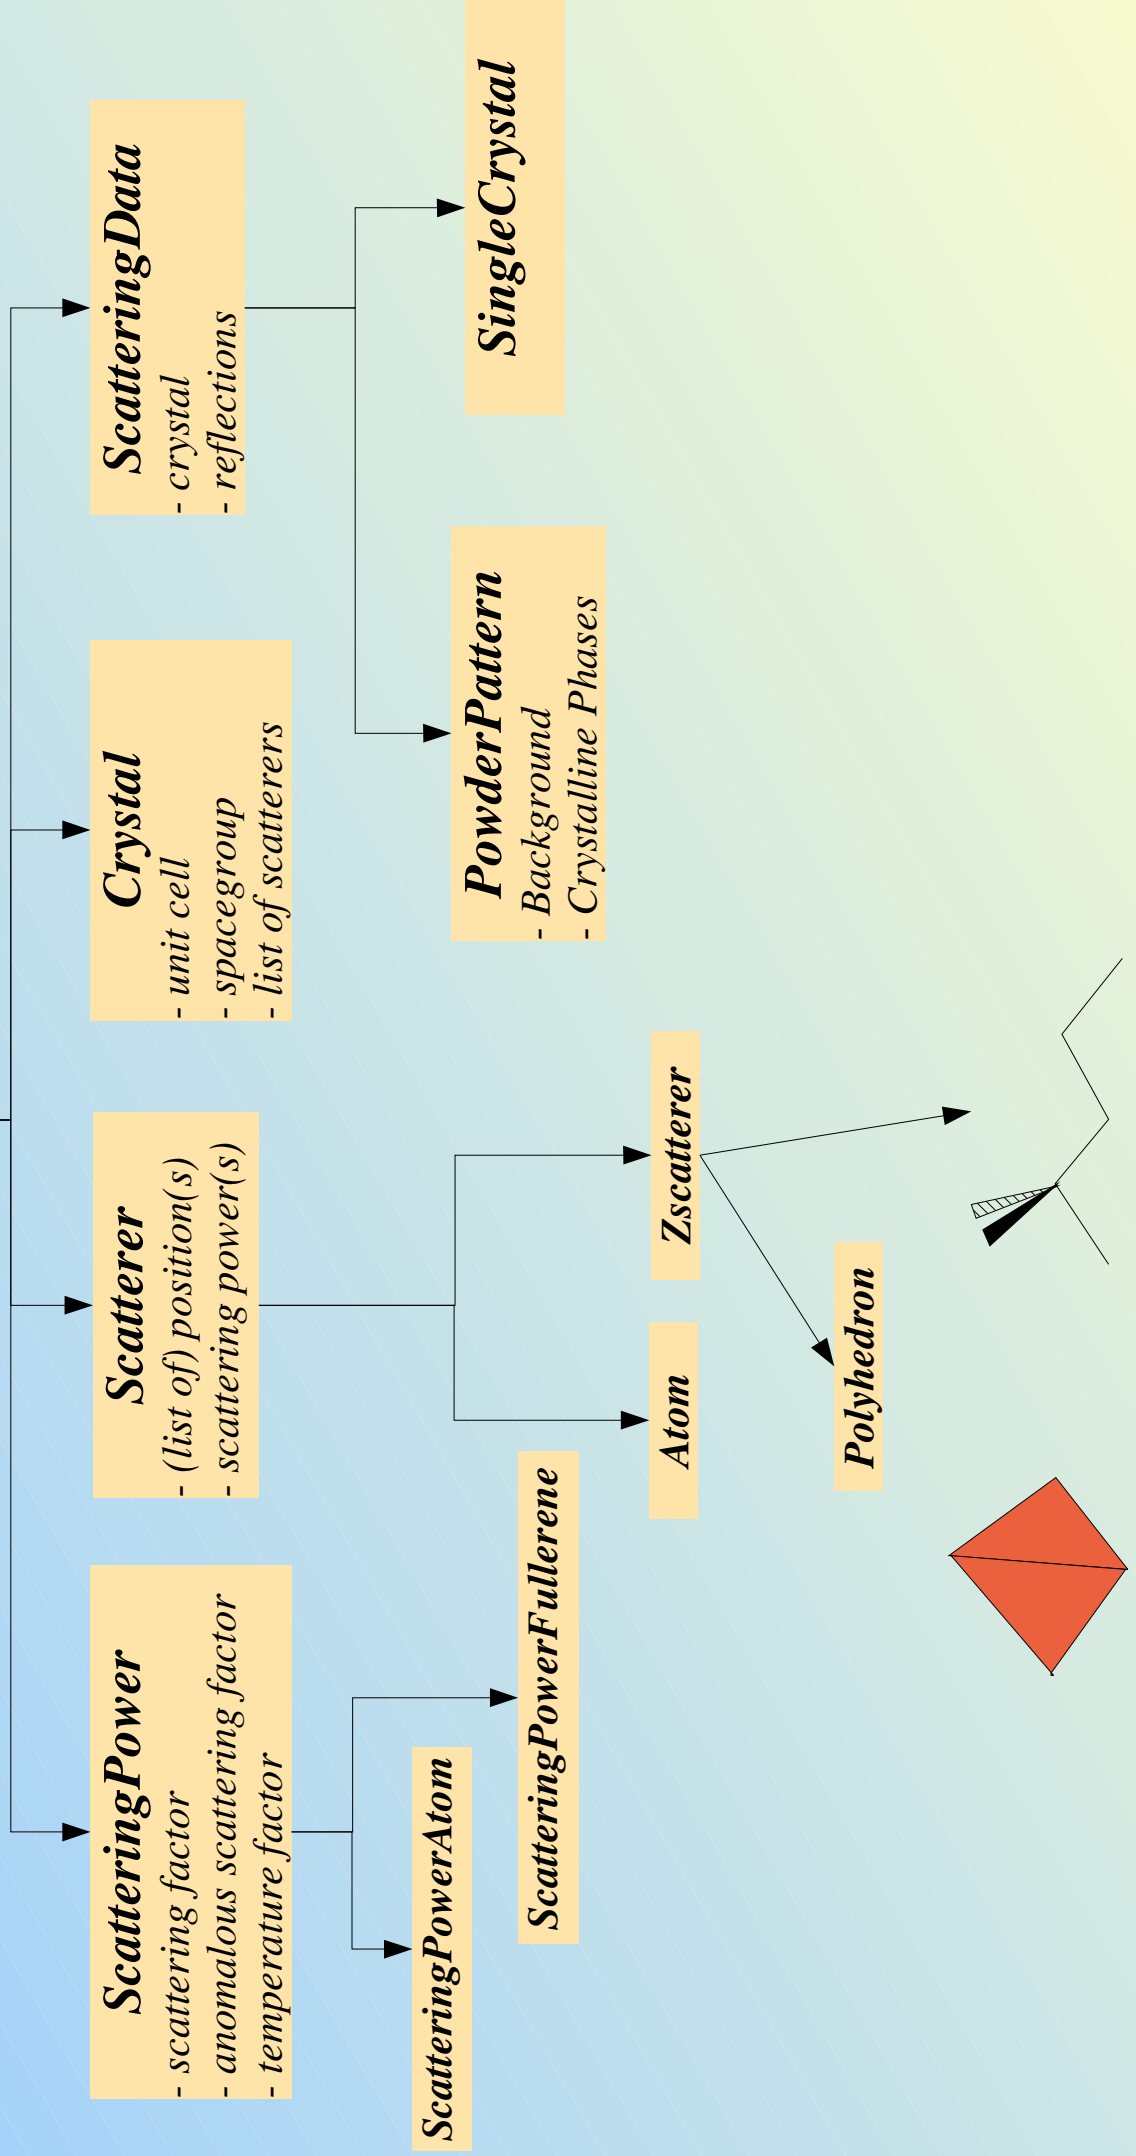 ScatteringPower
- scattering factor
- anomalous scattering factor
- temperature factor
Scatterer
- (list of) position(s)
- scattering power(s)
Crystal
- unit cell
- spacegroup
- list of scatterers
ScatteringData
- crystal
- reflections
ScatteringPowerAtom
ScatteringPowerFullerene
Atom
Zscatterer
PowderPattern
- Background
- Crystalline Phases
SingleCrystal
Polyhedron